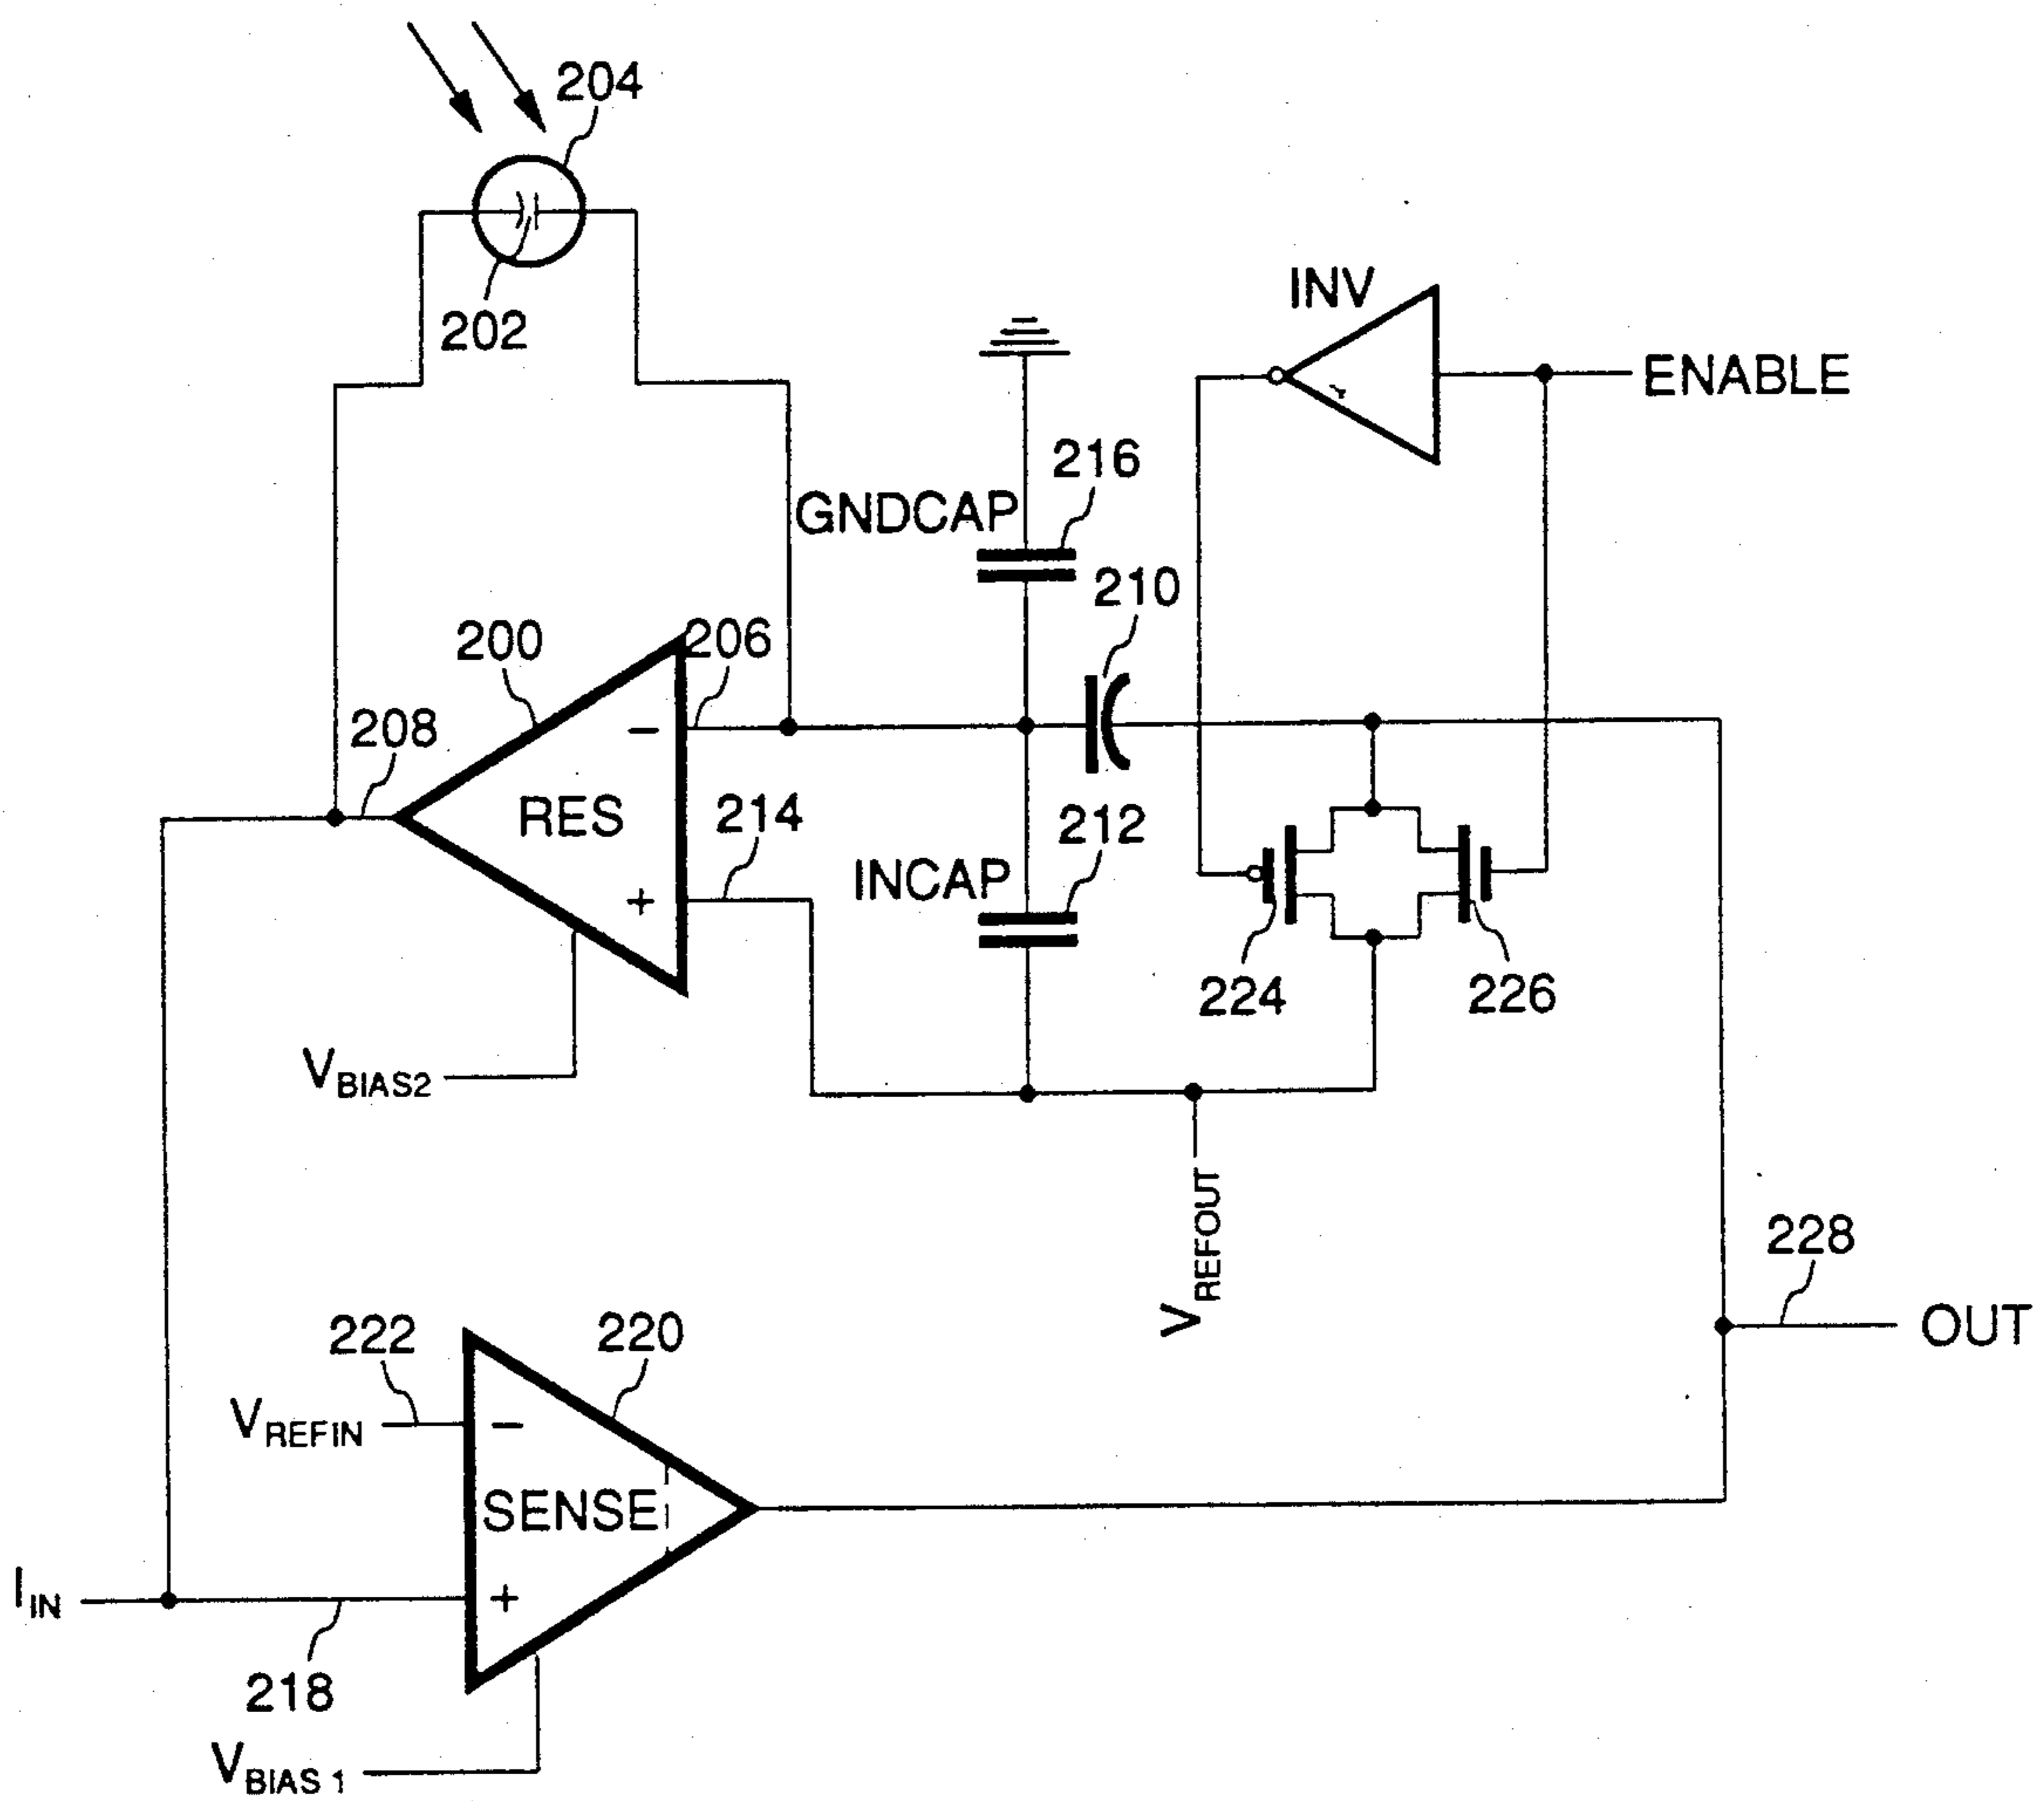 204
202
INV
ENABLE
216
GNDCAP
210
200
206
208
RES
214
212
INCAP
−
+
224
226
VBIAS2
VREFOUT
228
OUT
222
220
VREFIN
−
SENSE
+
IIN
218
VBIAS 1